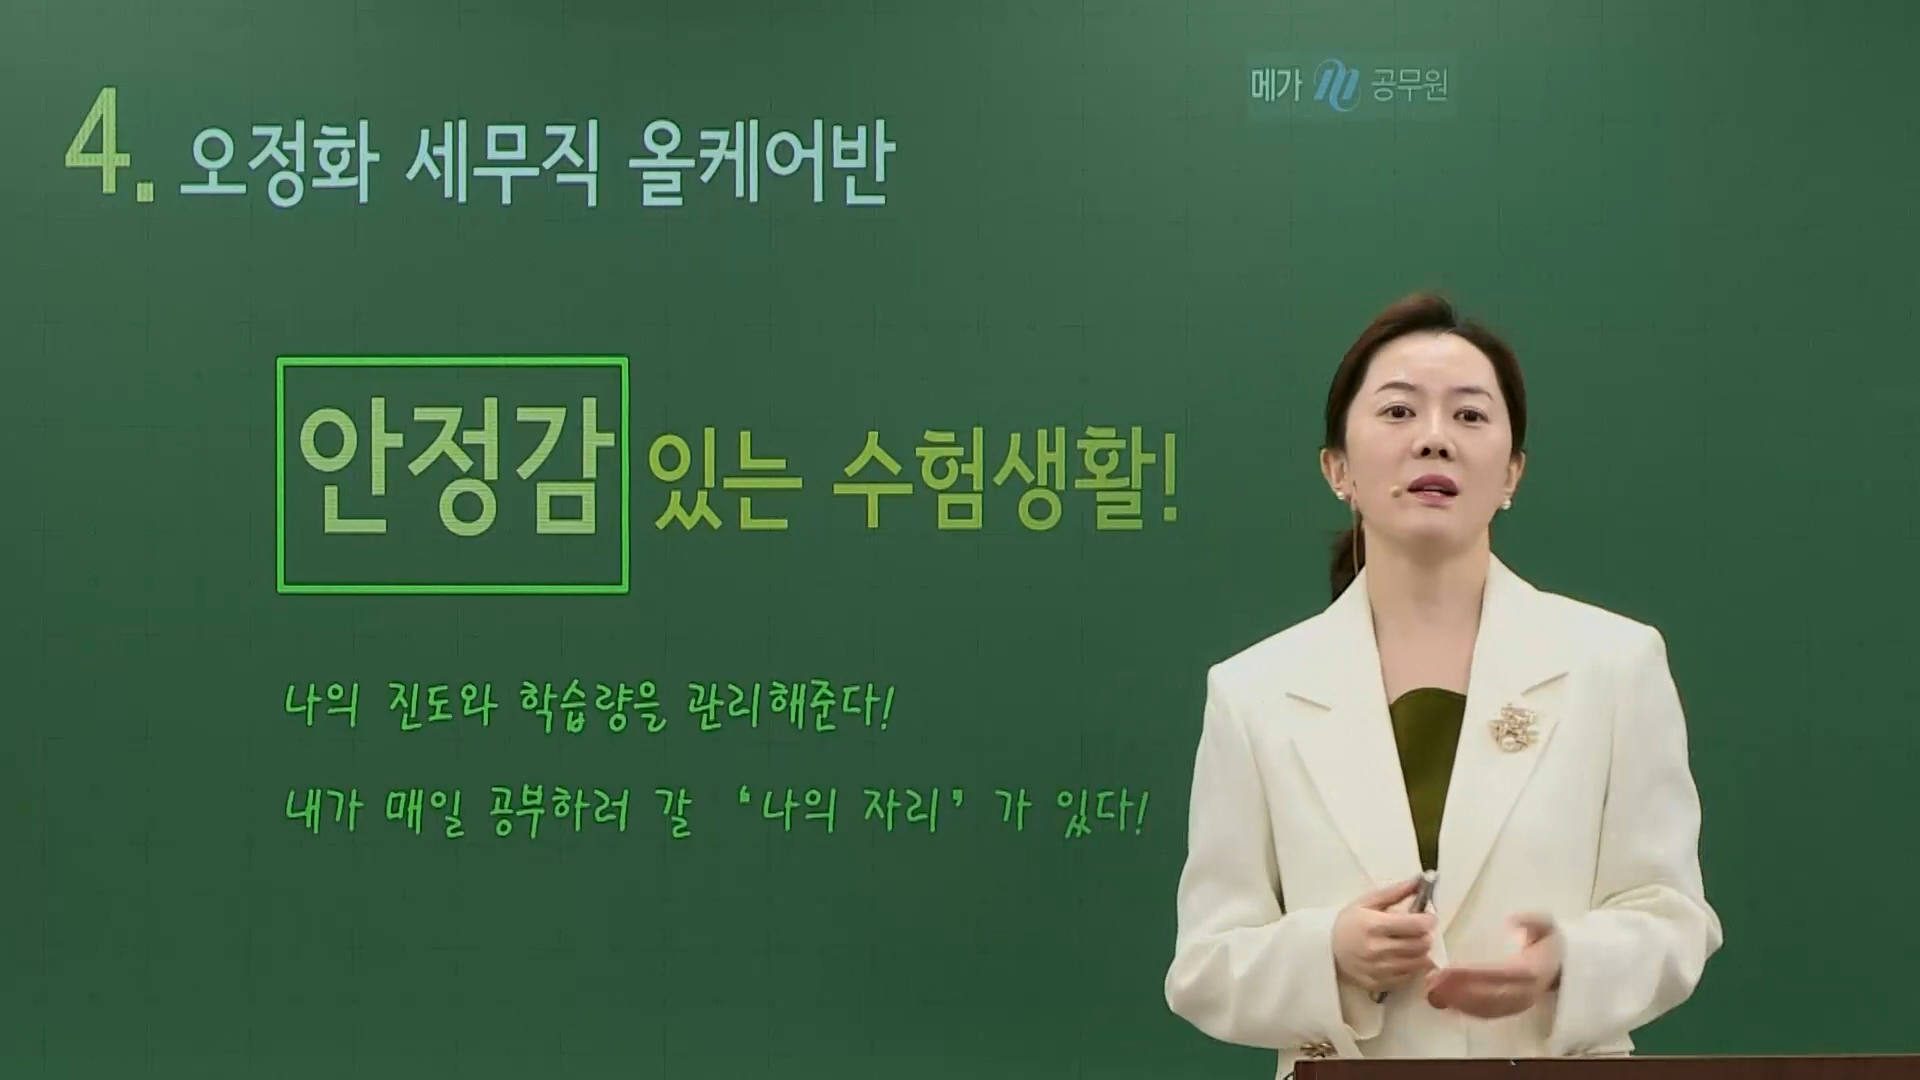 메가 공무원
4. 오정화 세무직 올케어반
안정감 있는 수험생활!
나의 진도와 학습량을 관리해준다!
내가 매일 공부하러 갈 ‘나의 자리’가 있다!